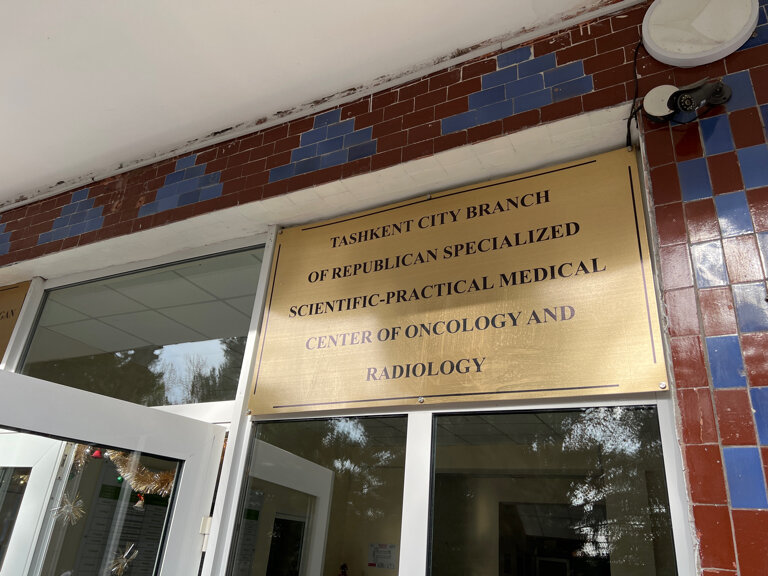 TASHKENT CITY BRANCH
OF REPUBLICAN SPECIALIZED
SCIENTIFIC-PRACTICAL MEDICAL
CENTER OF ONCOLOGY AND
RADIOLOGY